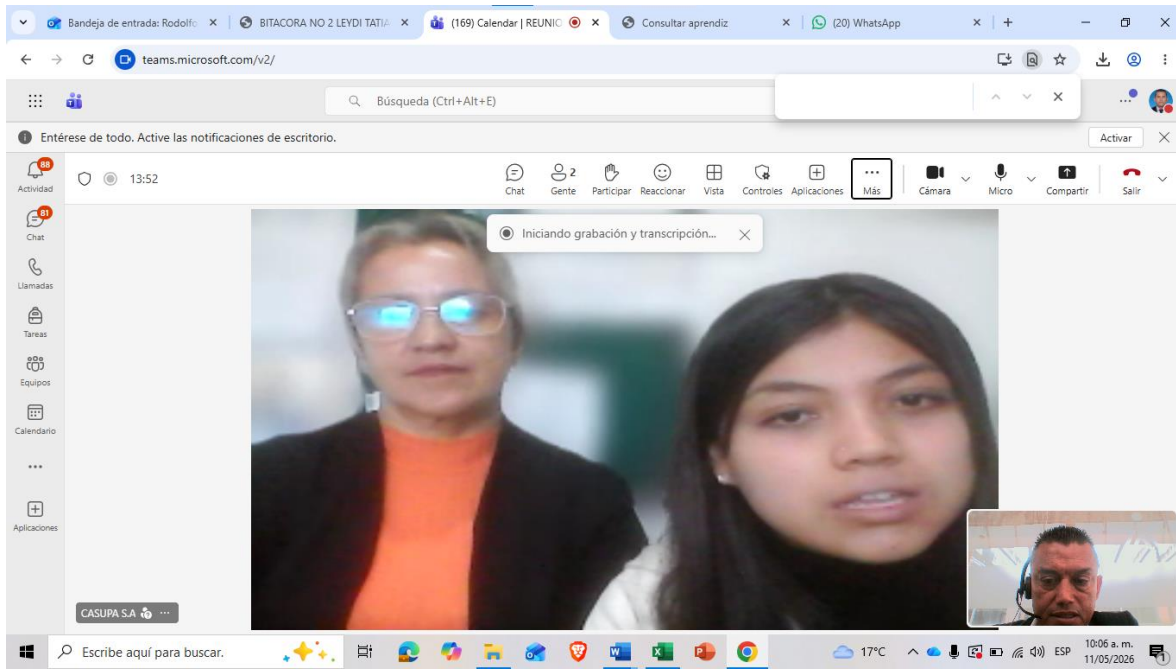 Bandeja de entrada: Rodolfo
BITACORA NO 2 LEYDI TATIA
(169) Calendar | REUNIO
Consultar aprendiz
(20) WhatsApp
teams.microsoft.com/v2/
Búsqueda (Ctrl+Alt+E)
Entérese de todo. Active las notificaciones de escritorio.
Activar
88
Actividad
13:52
Chat
2
Gente
Participar
Reaccionar
Vista
Controles
Aplicaciones
Más
Cámara
Micro
Compartir
Salir
81
Chat
Llamadas
Tareas
Equipos
Calendario
Aplicaciones
Iniciando grabación y transcripción...
CASUPA S.A
Escribe aquí para buscar.
17°C
ESP
10:06 a. m.
11/05/2026